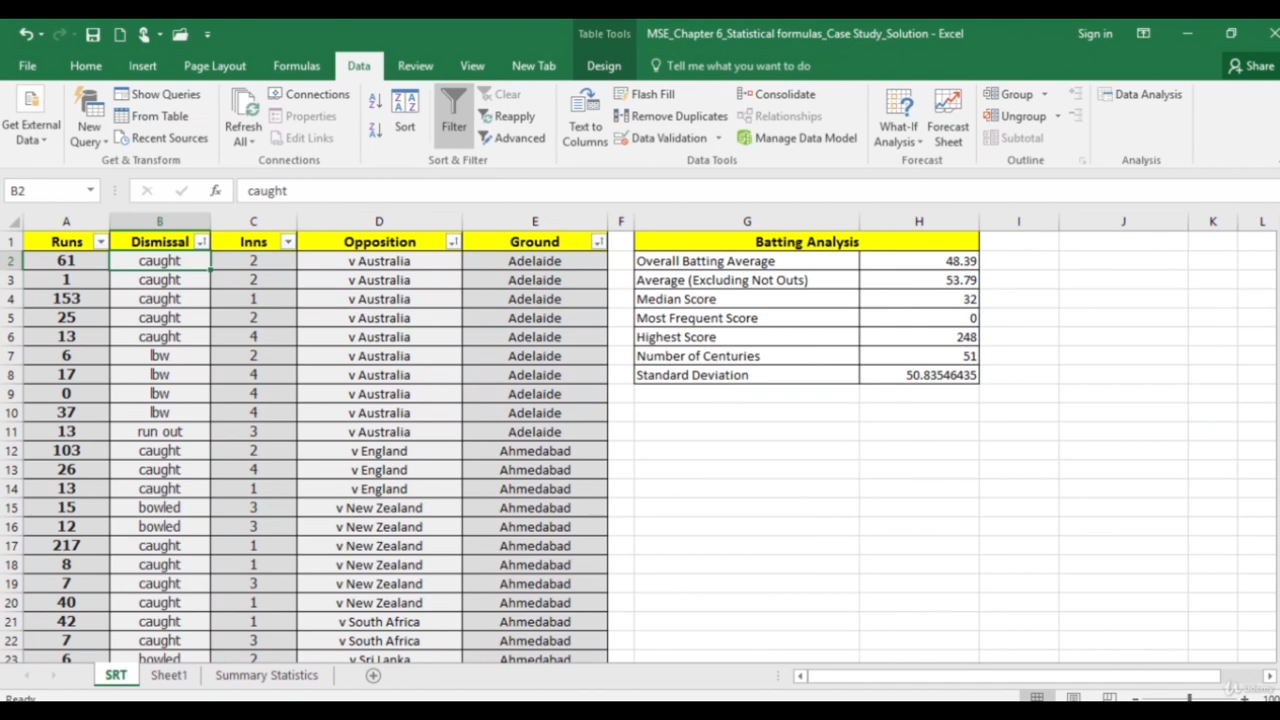 Table Tools
MSE_Chapter 6_Statistical formulas_Case Study_Solution - Excel
Sign in
File Home Insert Page Layout Formulas Data Review View New Tab Design Tell me what you want to do Share
Get External Data
New Query
Show Queries
From Table
Recent Sources
Get & Transform
Refresh All
Connections
Properties
Edit Links
Connections
Sort
Filter
Clear
Reapply
Advanced
Sort & Filter
Text to Columns
Flash Fill
Remove Duplicates
Data Validation
Consolidate
Relationships
Manage Data Model
Data Tools
What-If Analysis
Forecast Sheet
Forecast
Group
Ungroup
Subtotal
Outline
Data Analysis
Analysis
B2 fx caught
A B C D E F G H I J K L
1 Runs Dismissal Inns Opposition Ground Batting Analysis
2 61 caught 2 v Australia Adelaide Overall Batting Average 48.39
3 1 caught 2 v Australia Adelaide Average (Excluding Not Outs) 53.79
4 153 caught 1 v Australia Adelaide Median Score 32
5 25 caught 2 v Australia Adelaide Most Frequent Score 0
6 13 caught 4 v Australia Adelaide Highest Score 248
7 6 lbw 2 v Australia Adelaide Number of Centuries 51
8 17 lbw 4 v Australia Adelaide Standard Deviation 50.83546435
9 0 lbw 4 v Australia Adelaide
10 37 lbw 4 v Australia Adelaide
11 13 run out 3 v Australia Adelaide
12 103 caught 2 v England Ahmedabad
13 26 caught 4 v England Ahmedabad
14 13 caught 1 v England Ahmedabad
15 15 bowled 3 v New Zealand Ahmedabad
16 12 bowled 3 v New Zealand Ahmedabad
17 217 caught 1 v New Zealand Ahmedabad
18 8 caught 1 v New Zealand Ahmedabad
19 7 caught 3 v New Zealand Ahmedabad
20 40 caught 1 v New Zealand Ahmedabad
21 42 caught 1 v South Africa Ahmedabad
22 7 caught 3 v South Africa Ahmedabad
23 6 bowled 2 v Sri Lanka Ahmedabad
SRT Sheet1 Summary Statistics
Ready
100
Udemy